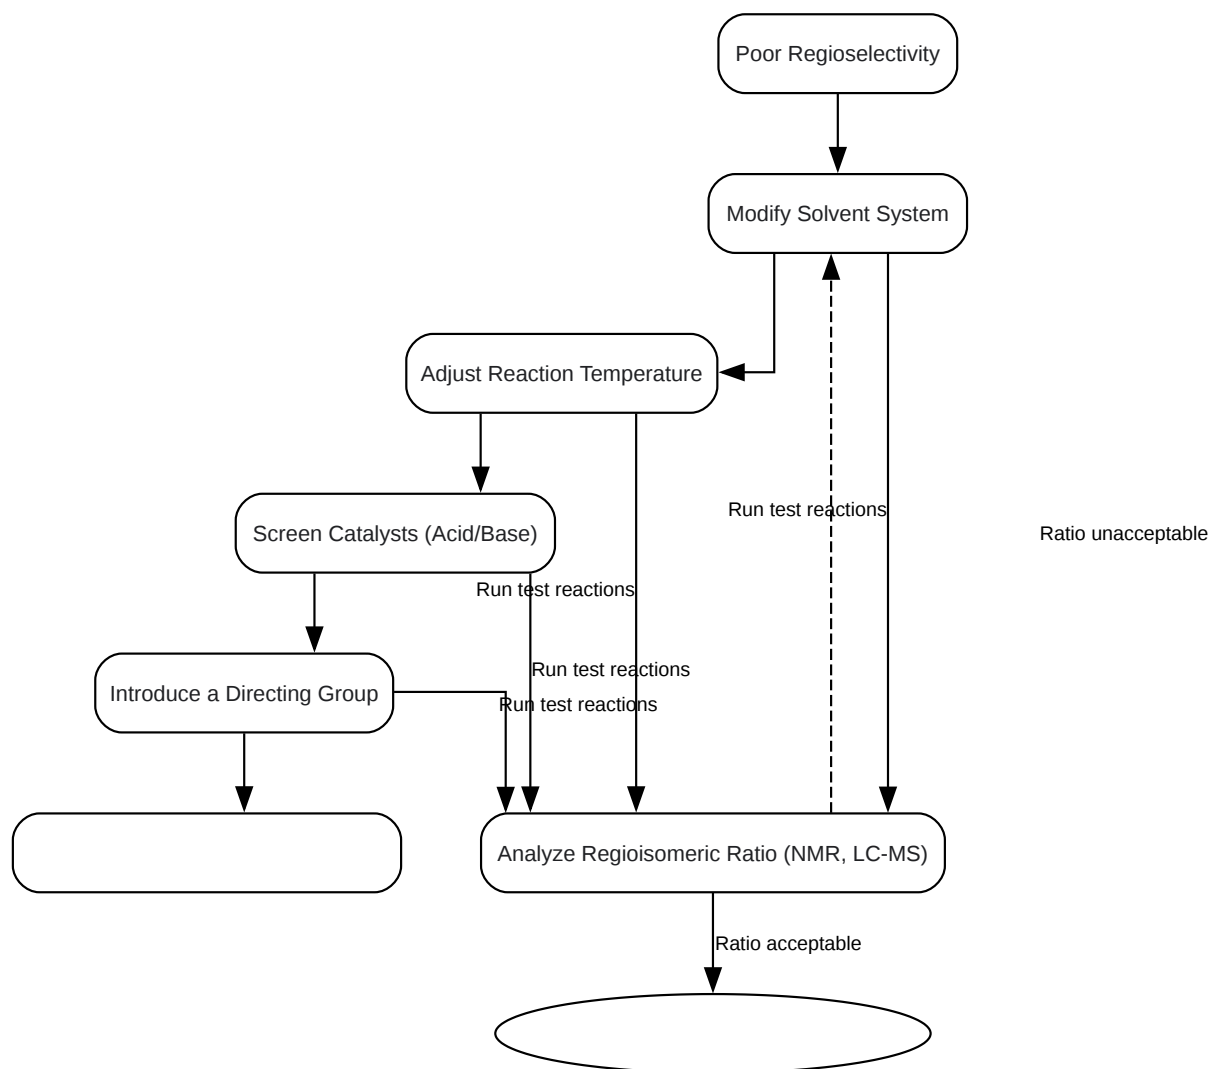 Poor Regioselectivity
Modify Solvent System
Adjust Reaction Temperature
Run test reactions
Ratio unacceptable
Screen Catalysts (Acid/Base)
Run test reactions
Run test reactions
Introduce a Directing Group
Run test reactions
Analyze Regioisomeric Ratio (NMR, LC-MS)
Ratio acceptable